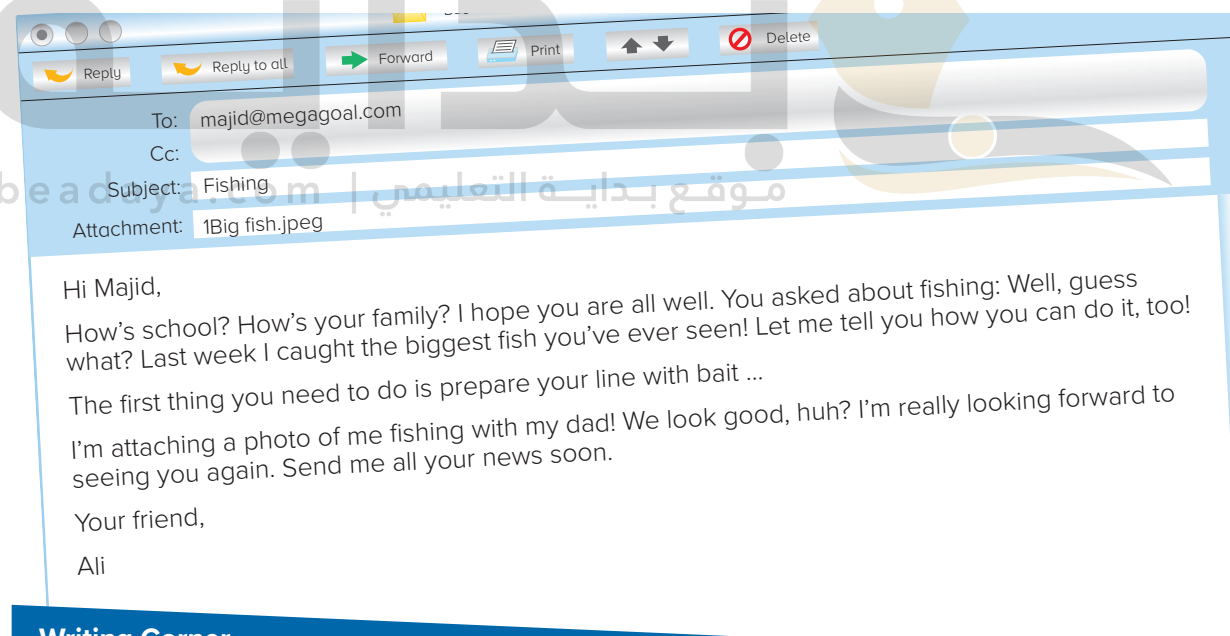 Reply
Reply to all
Forward
Print
Delete
To: majid@megagoal.com
Cc:
Subject: Fishing
beadaya.com | موقع بداية التعليمي
Attachment: 1Big fish.jpeg
Hi Majid,
How's school? How's your family? I hope you are all well. You asked about fishing: Well, guess
what? Last week I caught the biggest fish you've ever seen! Let me tell you how you can do it, too!
The first thing you need to do is prepare your line with bait ...
I'm attaching a photo of me fishing with my dad! We look good, huh? I'm really looking forward to
seeing you again. Send me all your news soon.
Your friend,
Ali
Writing Corner